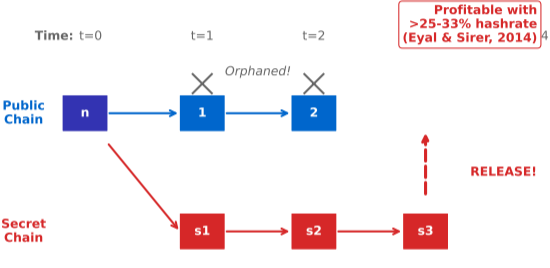 Profitable with
>25-33% hashrate
(Eyal & Sirer, 2014)
Time: t=0
t=1
t=2
4
Orphaned!
Public
Chain
n
1
2
RELEASE!
Secret
Chain
s1
s2
s3